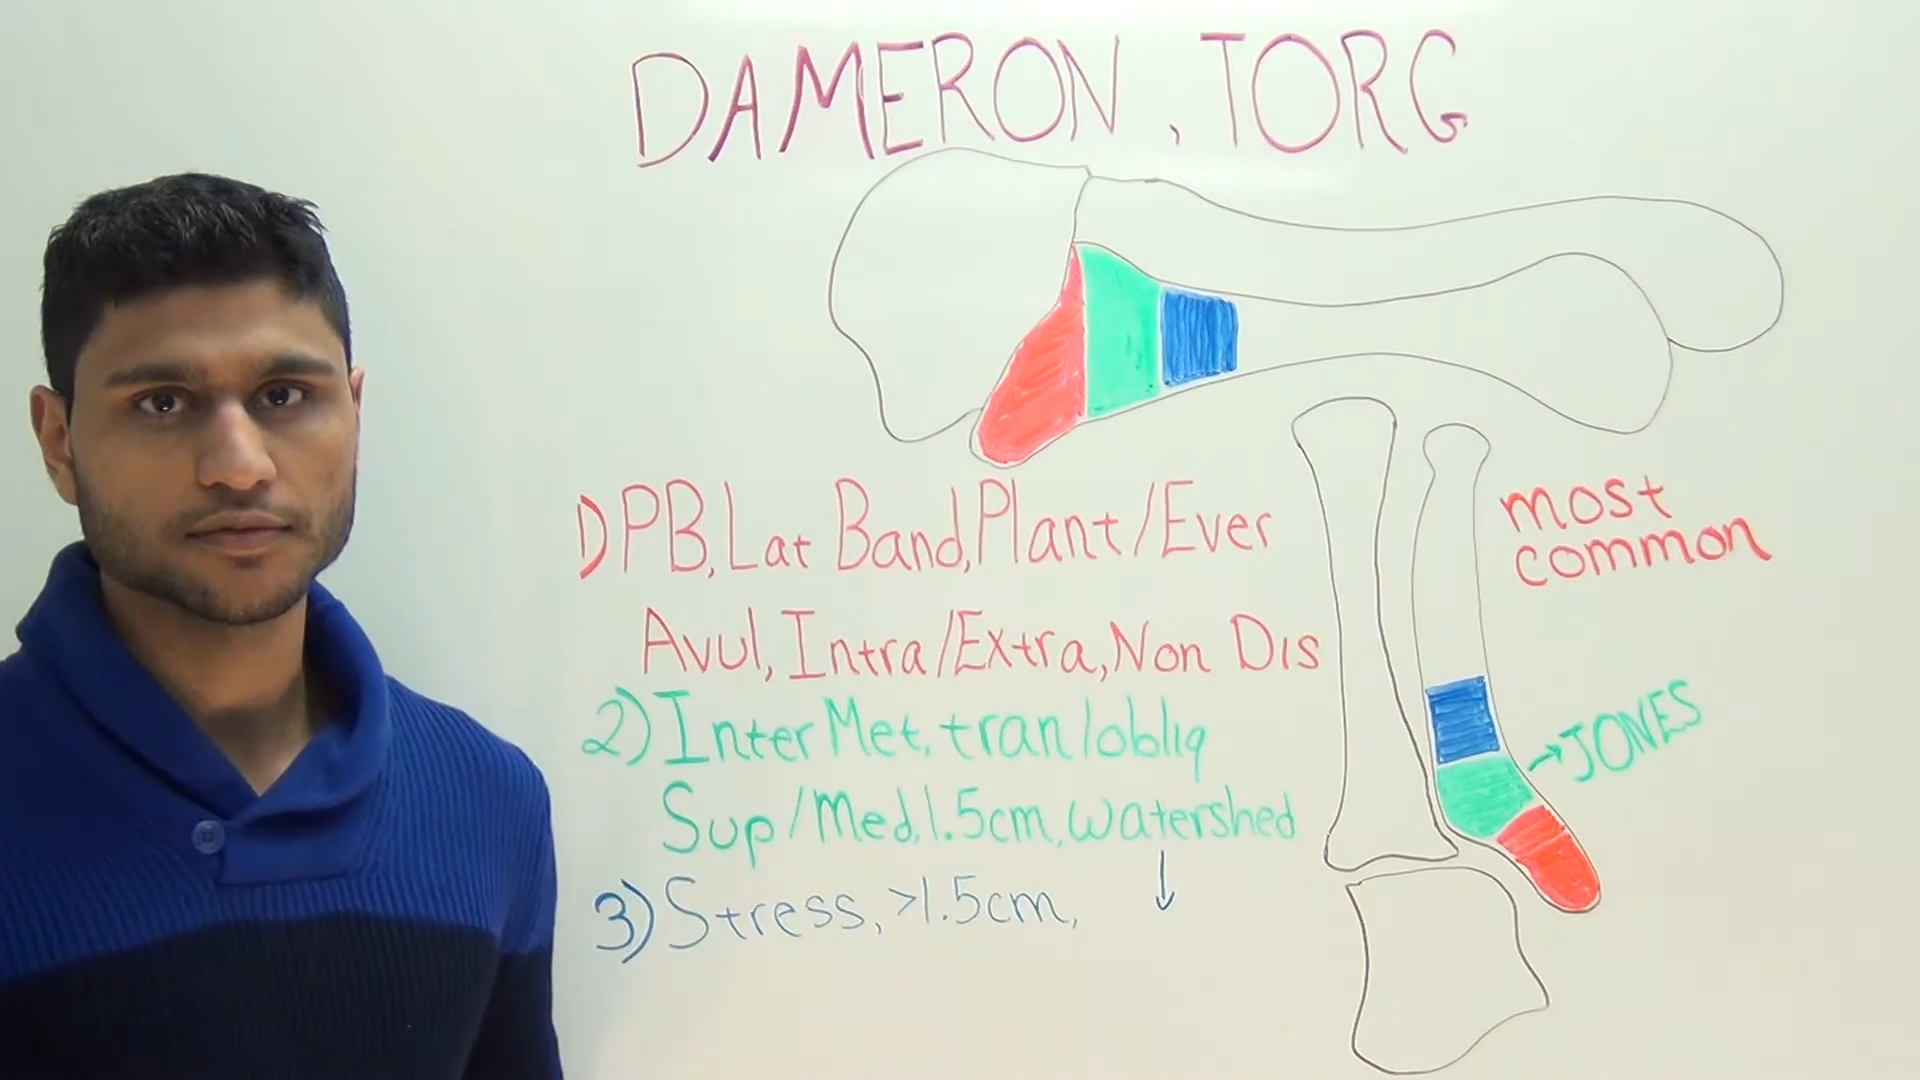 DAMERON, TORG
1) PB, Lat Band, Plant/Ever
Avul, Intra/Extra, Non Dis
2) Inter Met, tran/obliq
Sup/Med, 1.5cm, watershed
3) Stress, >1.5cm, ↓
most
common
→JONES